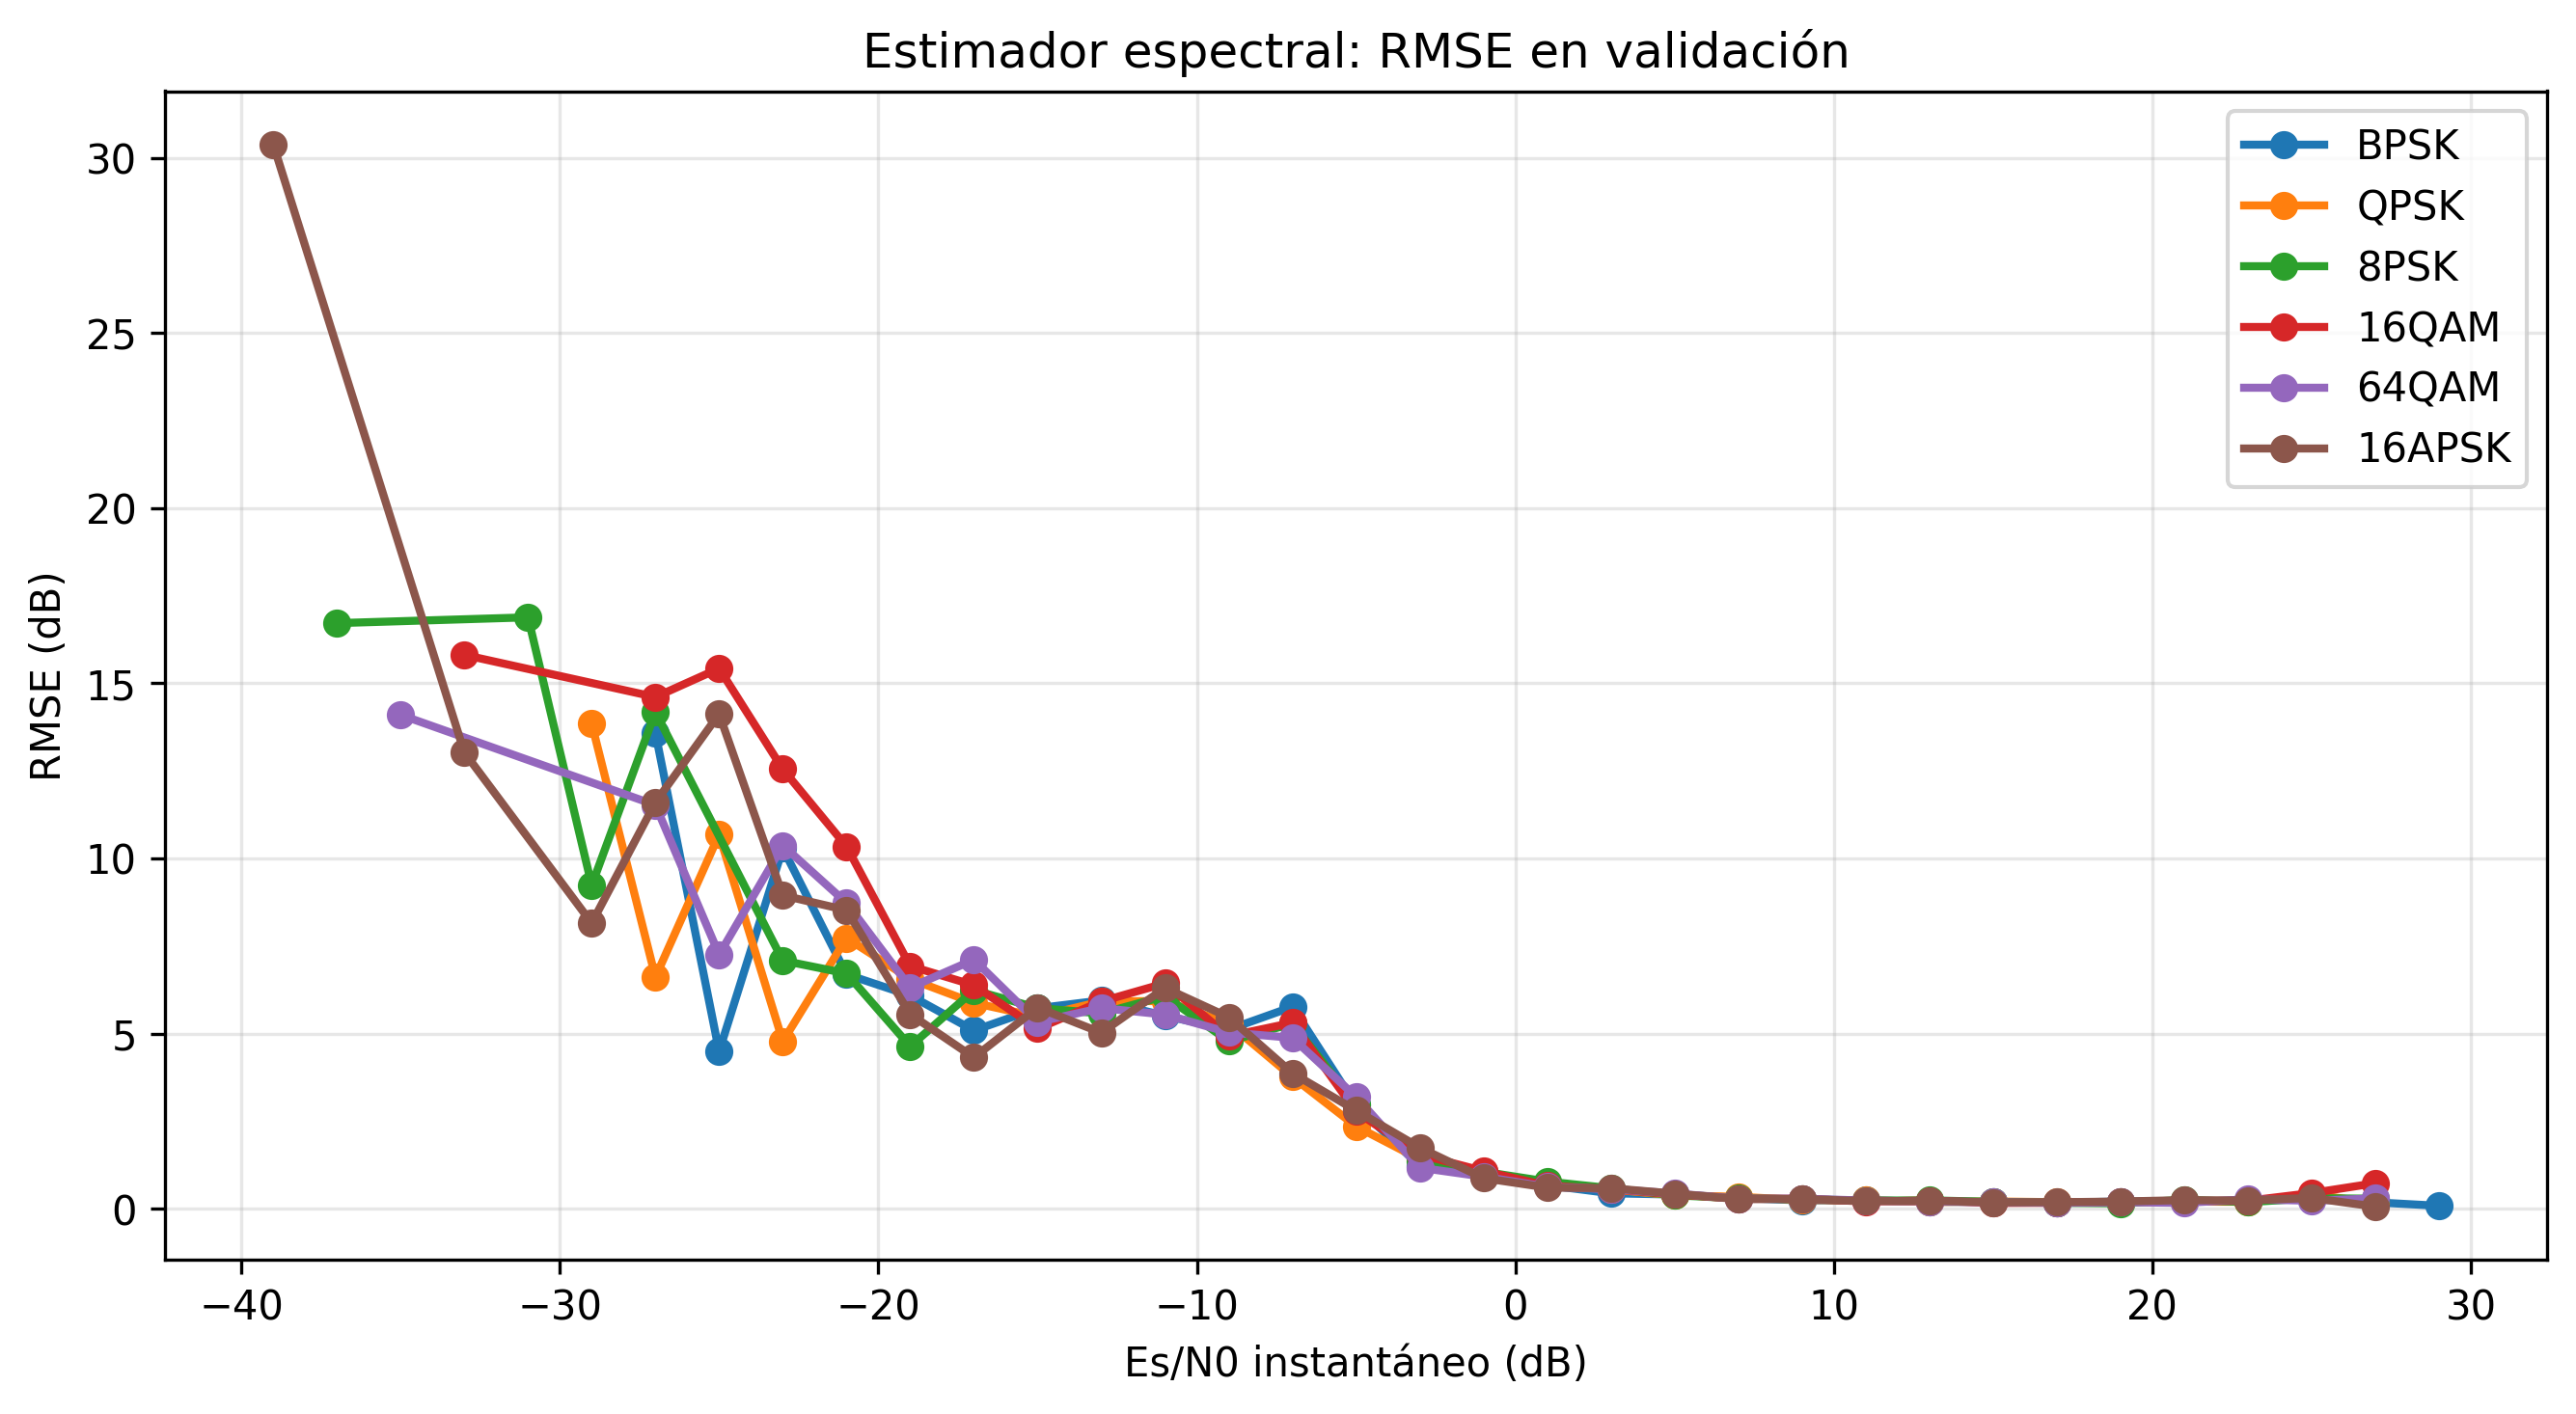 Estimador espectral: RMSE en validación
30
25
20
15
10
5
0
RMSE (dB)
−40
−30
−20
−10
0
10
20
30
Es/N0 instantáneo (dB)
BPSK
QPSK
8PSK
16QAM
64QAM
16APSK